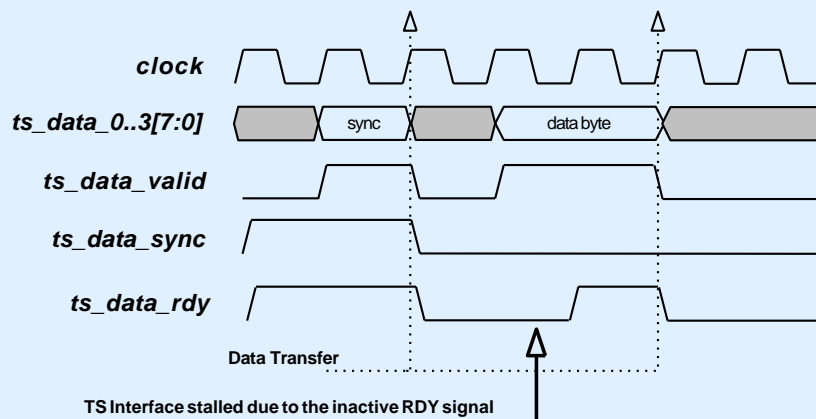 clock
ts_data_0..3[7:0]
sync
data byte
ts_data_valid
ts_data_sync
ts_data_rdy
Data Transfer
TS Interface stalled due to the inactive RDY signal